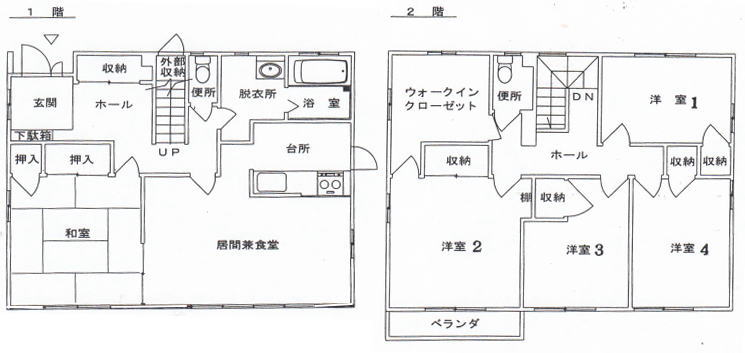 1 階
収納
外部
収納
便所
脱衣所
浴室
玄関
ホール
下駄箱
UP
台所
押入
押入
和室
居間兼食堂
2 階
ウォークイン
クローゼット
便所
DN
洋室1
ホール
収納
収納
収納
棚
収納
洋室2
洋室3
洋室4
ベランダ